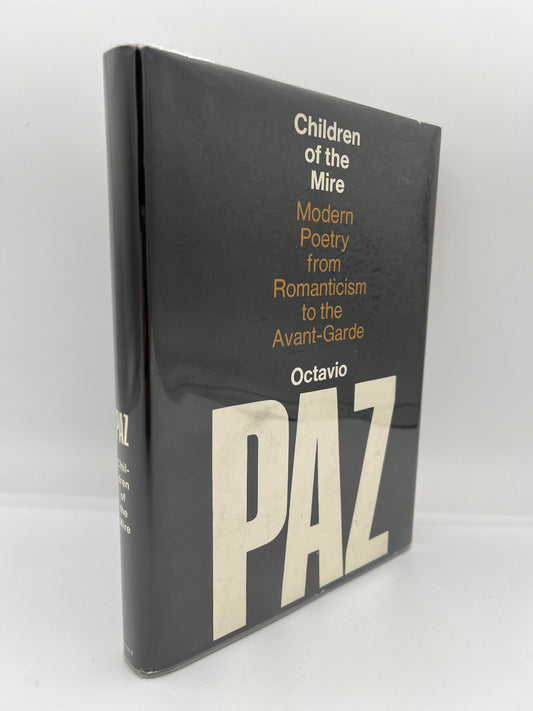 Children
of the
Mire
Modern
Poetry
from
Romanticism
to the
Avant-Garde
Octavio
PAZ
PAZ
Chil-
dren
of
the
Mire